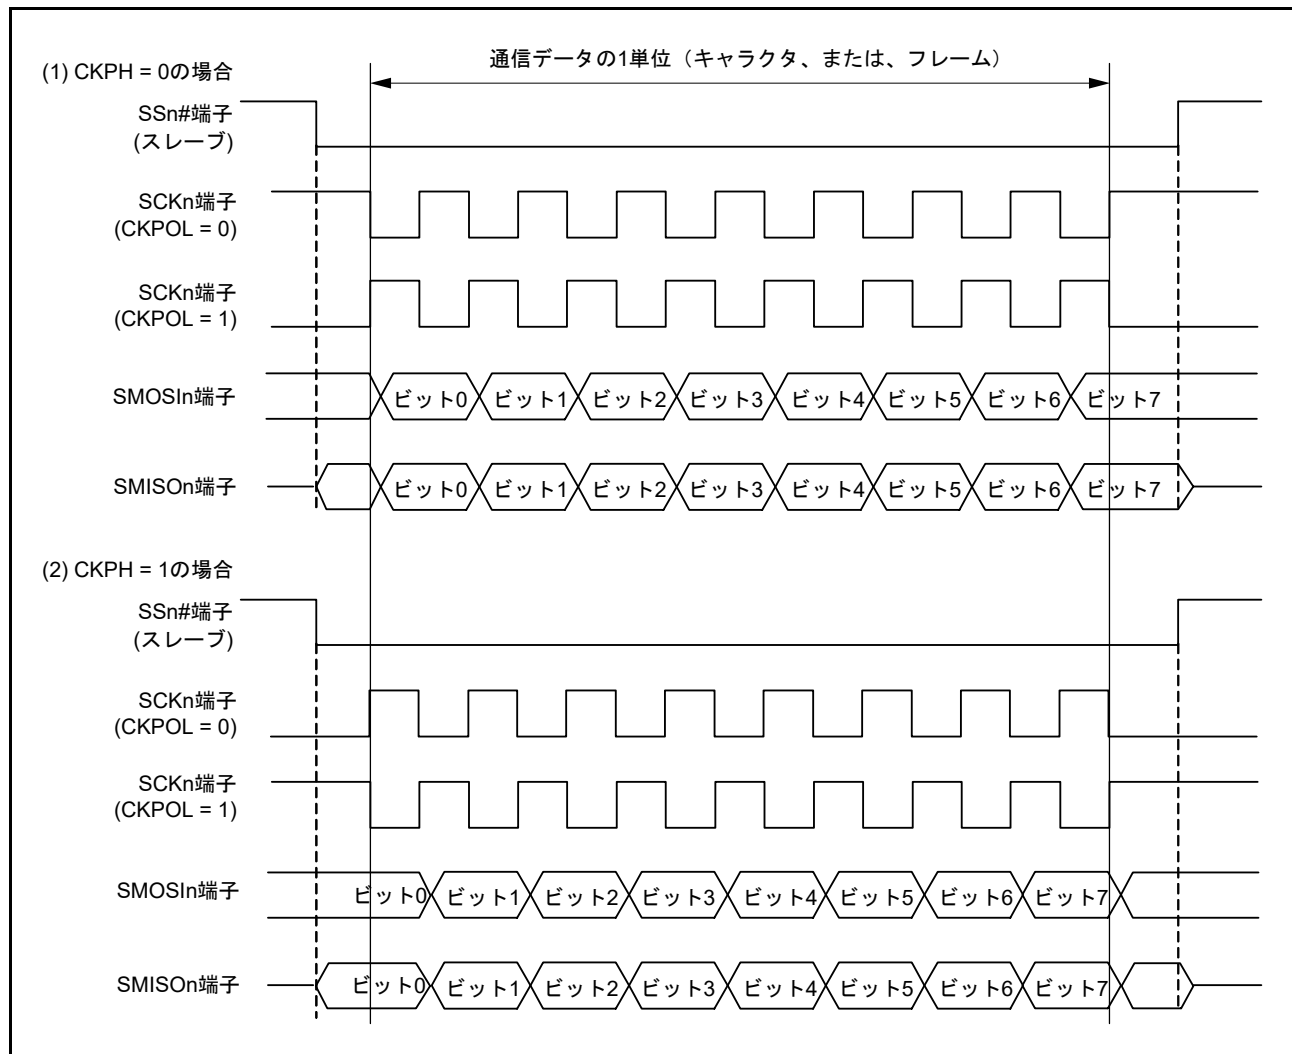 通信データの1単位(キャラクタ、または、フレーム)
(1) CKPH = 0の場合
SSn#端子
(スレーブ)
SCKn端子
(CKPOL = 0)
SCKn端子
(CKPOL = 1)
SMOSIn端子
ビット0 ビット1 ビット2 ビット3 ビット4 ビット5 ビット6 ビット7
SMISOn端子
ビット0 ビット1 ビット2 ビット3 ビット4 ビット5 ビット6 ビット7
(2) CKPH = 1の場合
SSn#端子
(スレーブ)
SCKn端子
(CKPOL = 0)
SCKn端子
(CKPOL = 1)
SMOSIn端子
ビット0 ビット1 ビット2 ビット3 ビット4 ビット5 ビット6 ビット7
SMISOn端子
ビット0 ビット1 ビット2 ビット3 ビット4 ビット5 ビット6 ビット7